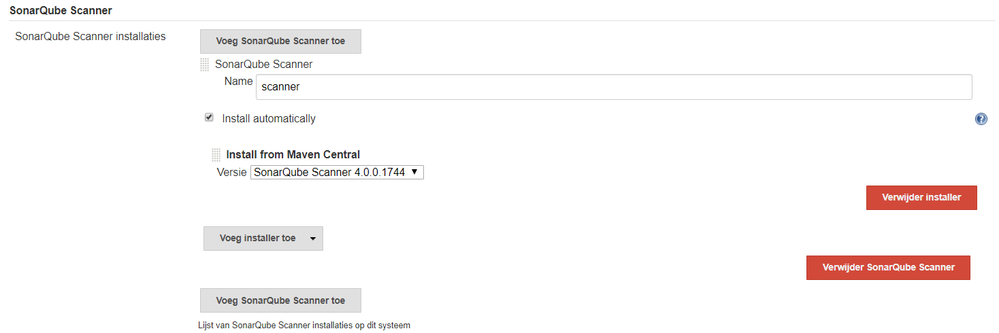 SonarQube Scanner
SonarQube Scanner installaties
Voeg SonarQube Scanner toe
SonarQube Scanner
Name
scanner
Install automatically
?
Install from Maven Central
Versie
SonarQube Scanner 4.0.0.1744
Verwijder installer
Voeg installer toe
Verwijder SonarQube Scanner
Voeg SonarQube Scanner toe
Lijst van SonarQube Scanner installaties op dit systeem